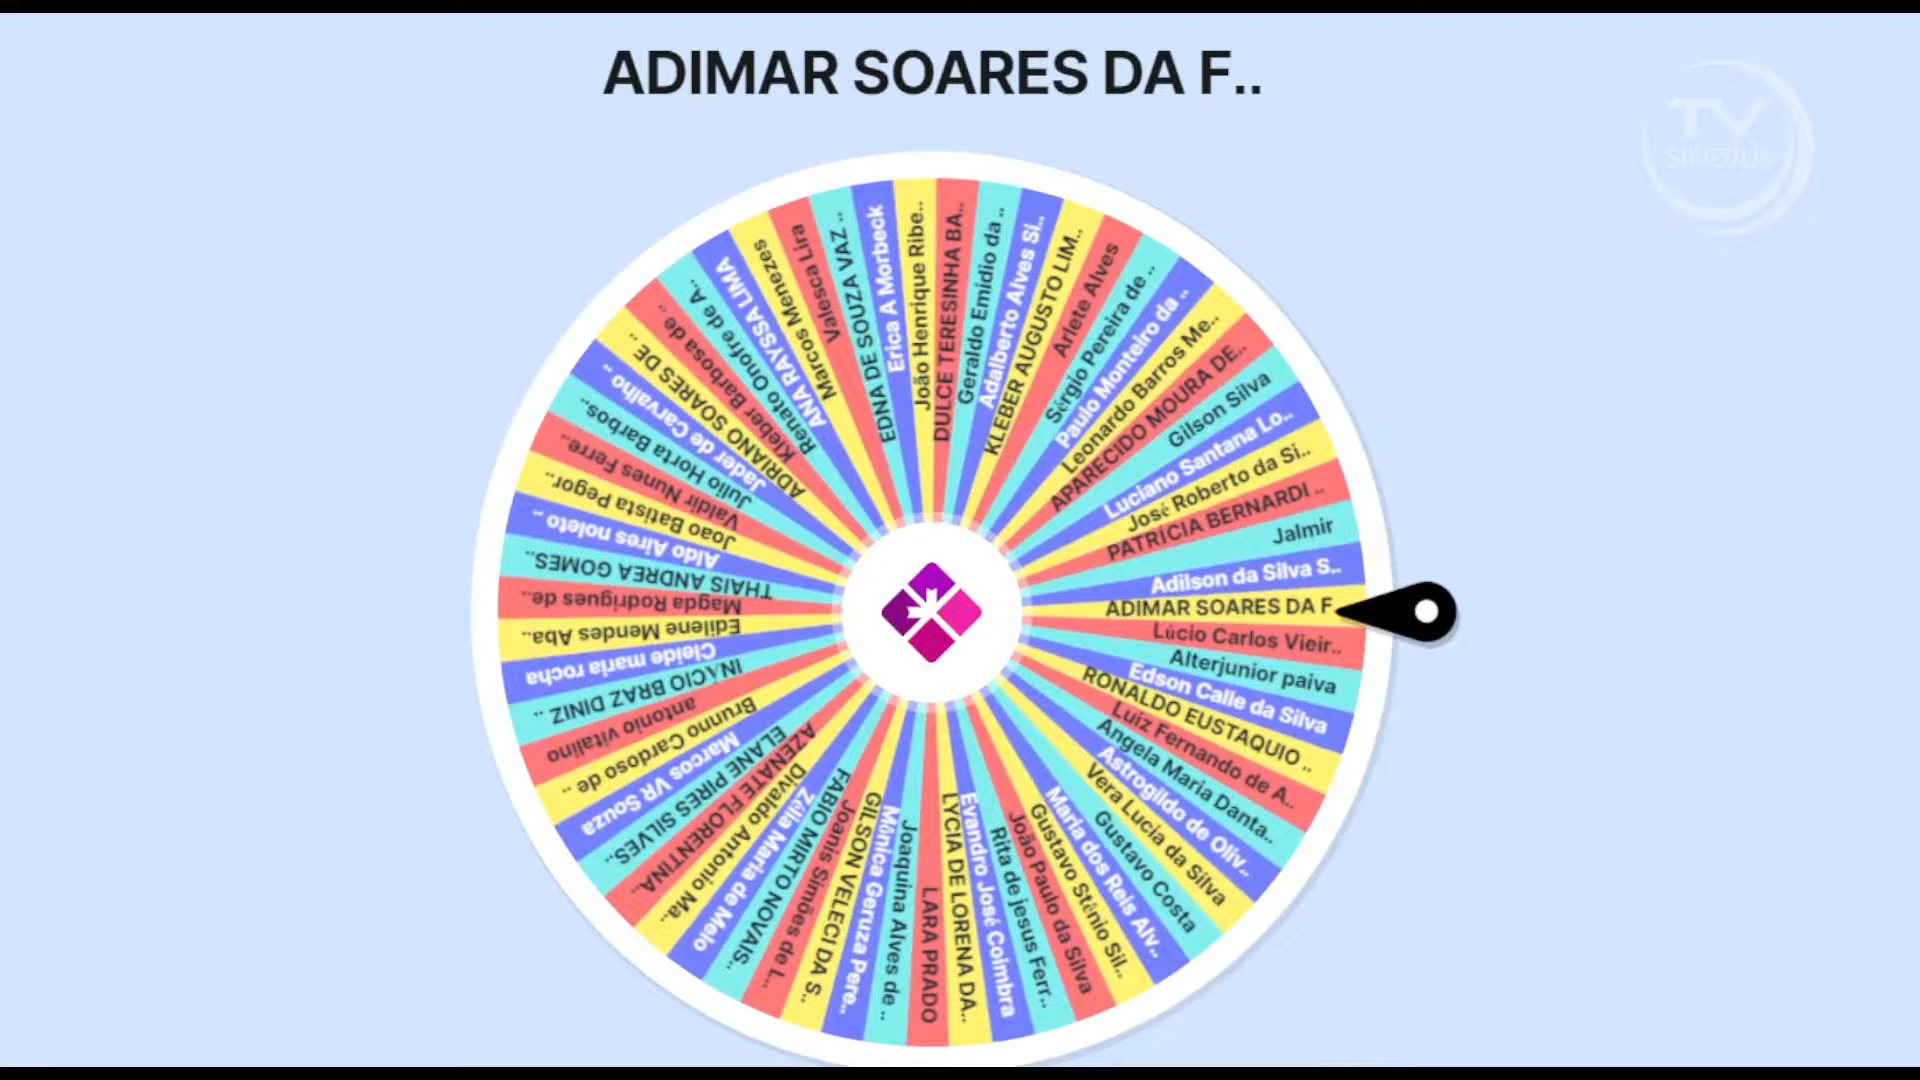 ADIMAR SOARES DA F..
TV
João Henrique Ribe..
DULCE TERESINHA BA..
Geraldo Emidio da ..
Adalberto Alves Si..
KLEBER AUGUSTO LIM..
Arlete Alves
Sérgio Pereira de ..
Paulo Monteiro da ..
Leonardo Barros Me..
APARECIDO MOURA DE..
Gilson Silva
Luciano Santana Lo..
José Roberto da Si..
PATRÍCIA BERNARDI ..
Jalmir
Adilson da Silva S..
ADIMAR SOARES DA F..
Lúcio Carlos Vieir..
Alterjunior paiva
Edson Calle da Silva
RONALDO EUSTAQUIO ..
Luiz Fernando de A..
Angela Maria Danta..
Astrogildo de Oliv..
Vera Lucia da Silva
Gustavo Costa
Maria dos Reis Alv..
Gustavo Stênio Sil..
João Paulo da Silva
Rita de jesus Ferr..
Evandro José Coimbra
LYCIA DE LORENA DA..
LARA PRADO
Joaquina Alves de ..
Mônica Geruza Pere..
GILSON VELECI DA S..
Joanis Simões de L..
FABIO MIRTO NOVAIS..
Zélia Maria de Melo
Divaldo Antonio Ma..
AZENATE FLORENTINA..
ELANE PIRES SILVES..
Marcos VR Souza
Brunno Cardoso de ..
antonio vitalino
INÁCIO BRAZ DINIZ ..
Cleide maria rocha
Edilene Mendes Aba..
Magda Rodrigues de..
THAIS ANDREA GOMES..
Aldo Aires noleto ..
Joao Batista Pegor..
Valdir Nunes Ferre..
Julio Horta Barbos..
Jader de Carvalho ..
ADRIANO SOARES DE ..
Kleber Barbosa de ..
Renato Onofre de A..
ANA RAYSSA LIMA
Marcos Menezes
Valesca Lira
EDNA DE SOUZA VAZ ..
Erica A Morbeck